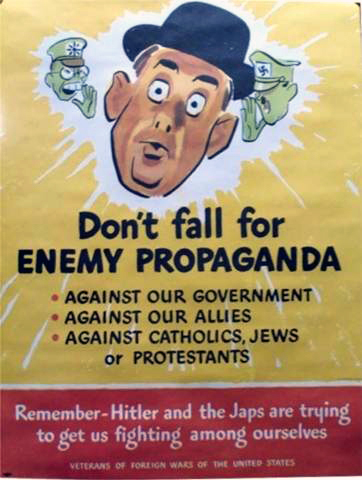 Don't fall for
ENEMY PROPAGANDA
• AGAINST OUR GOVERNMENT
• AGAINST OUR ALLIES
• AGAINST CATHOLICS, JEWS
or PROTESTANTS
Remember-Hitler and the Japs are trying
to get us fighting among ourselves
VETERANS OF FOREIGN WARS OF THE UNITED STATES